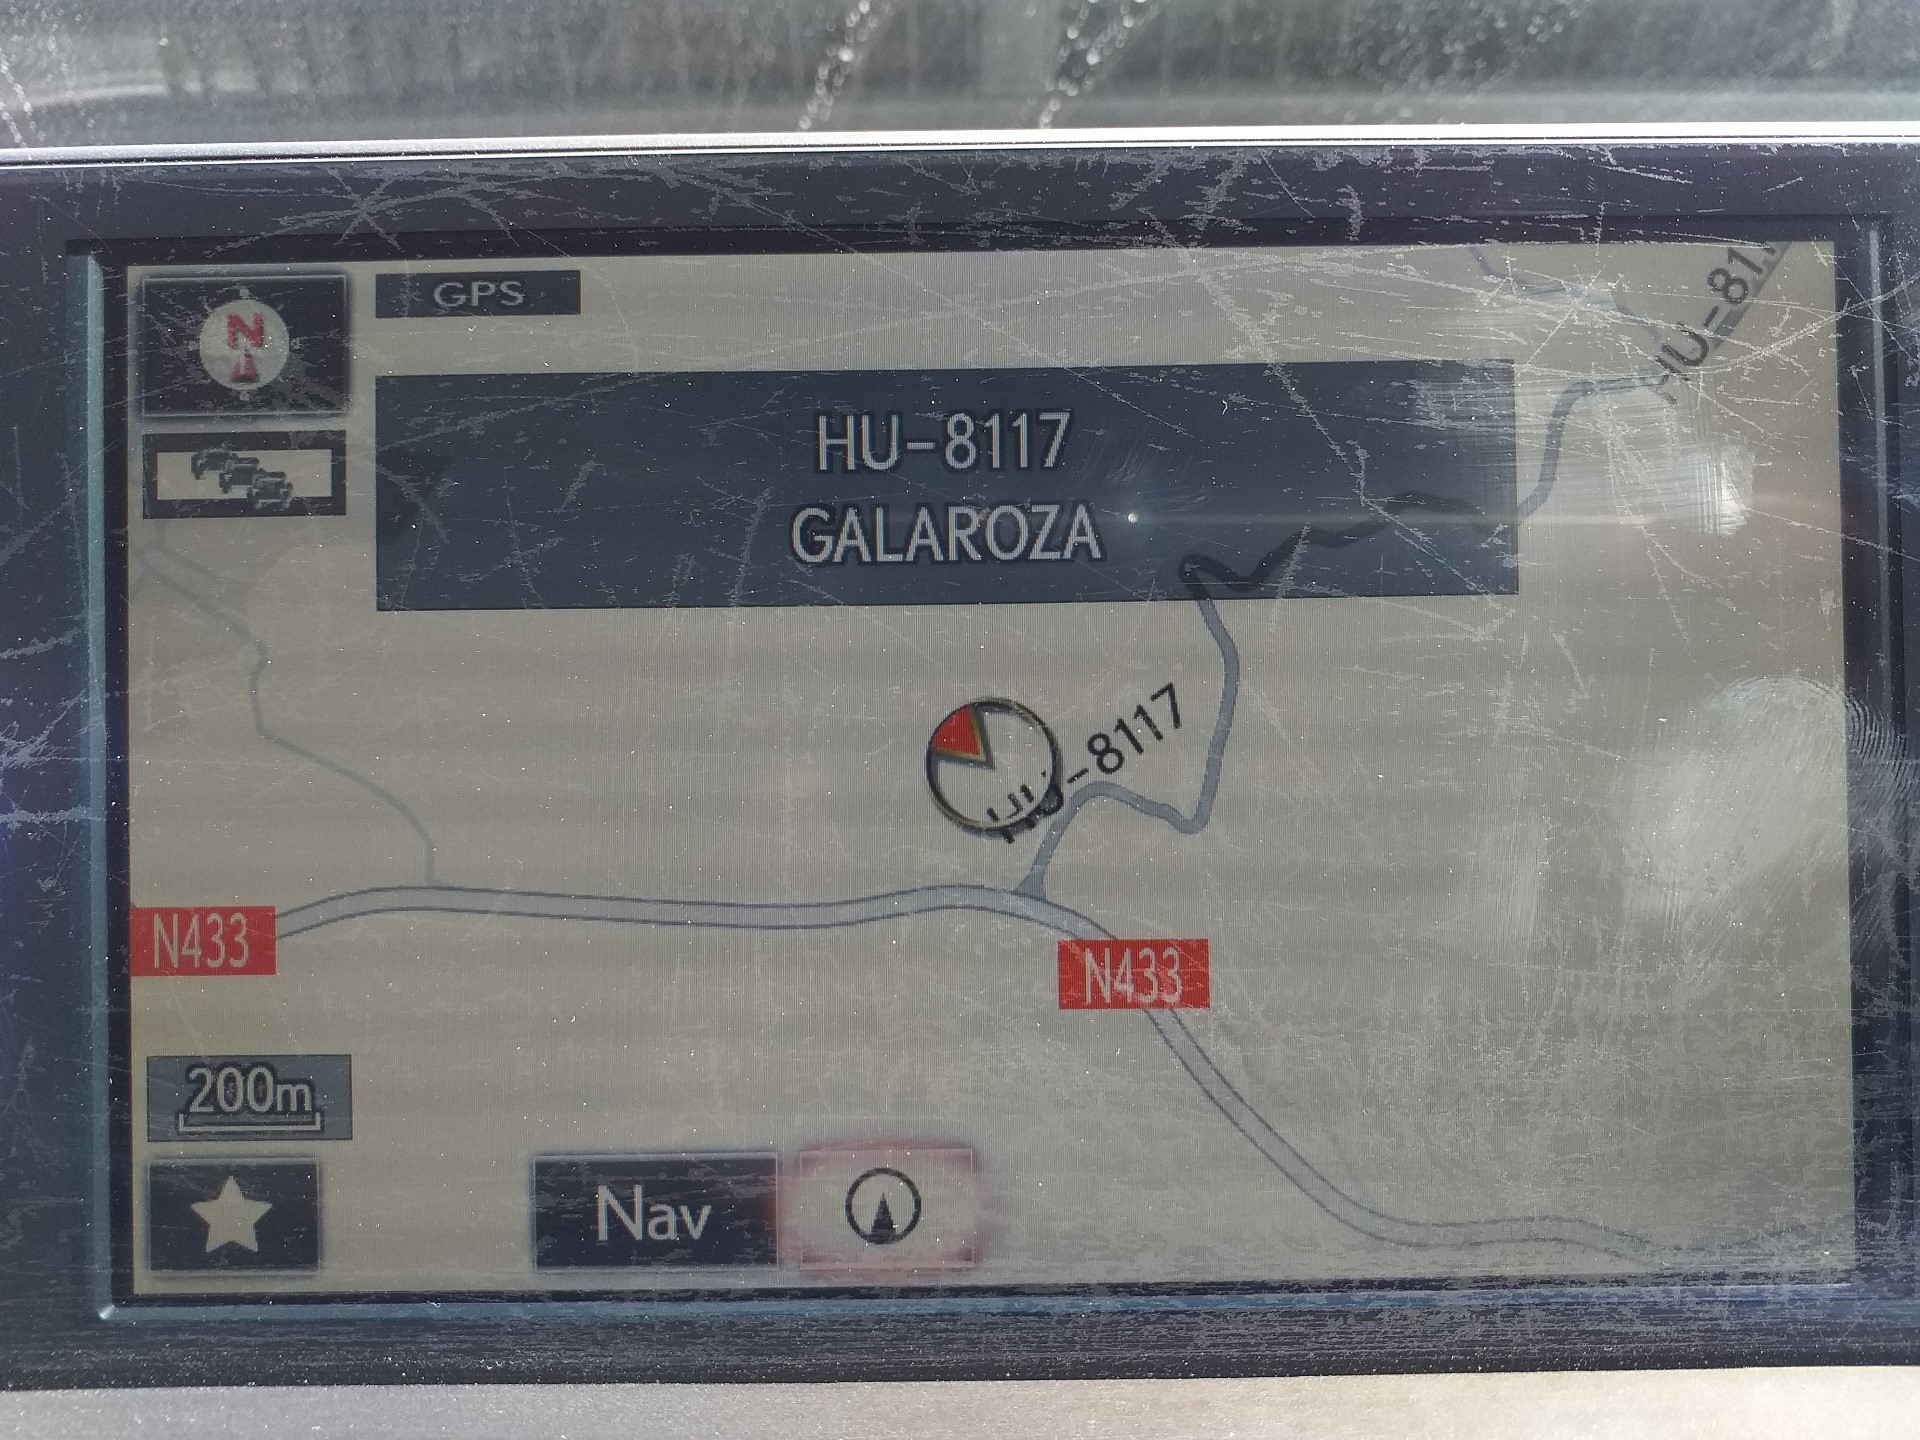 N
GPS
HU-81
HU-8117
GALAROZA
HU-8117
N433
N433
200m
Nav